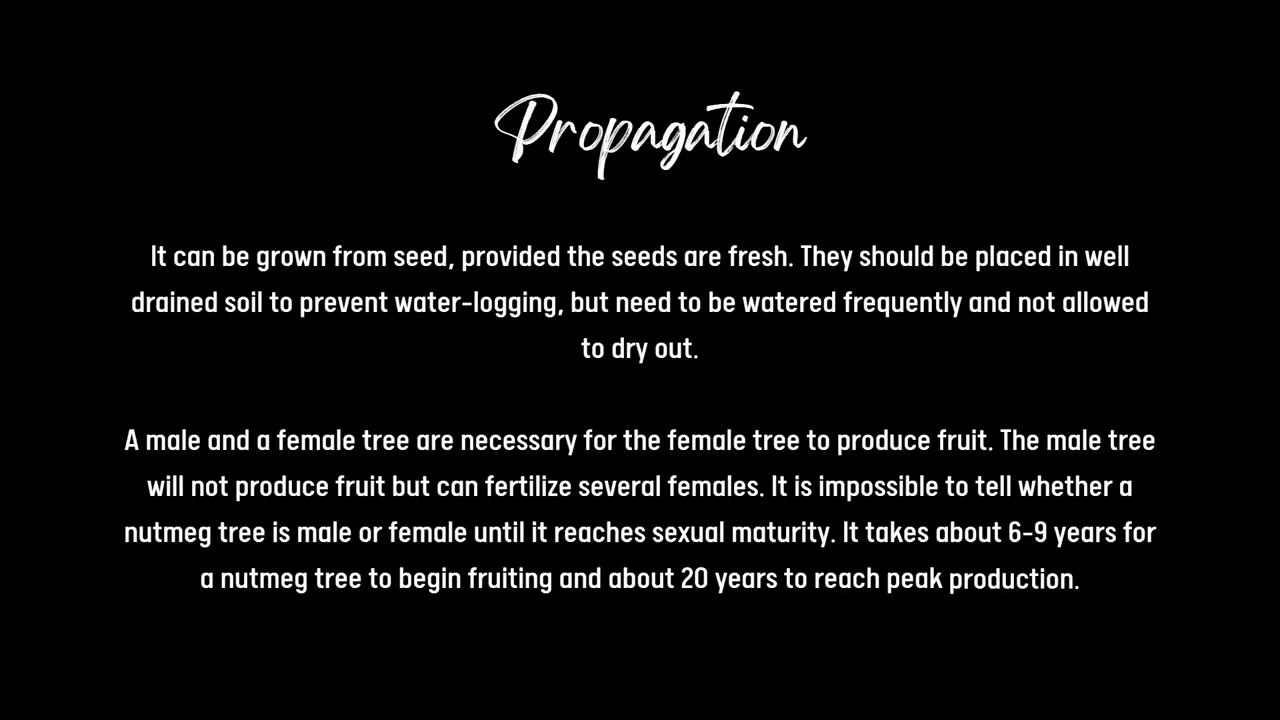 Propagation
It can be grown from seed, provided the seeds are fresh. They should be placed in well
drained soil to prevent water-logging, but need to be watered frequently and not allowed
to dry out.
A male and a female tree are necessary for the female tree to produce fruit. The male tree
will not produce fruit but can fertilize several females. It is impossible to tell whether a
nutmeg tree is male or female until it reaches sexual maturity. It takes about 6-9 years for
a nutmeg tree to begin fruiting and about 20 years to reach peak production.